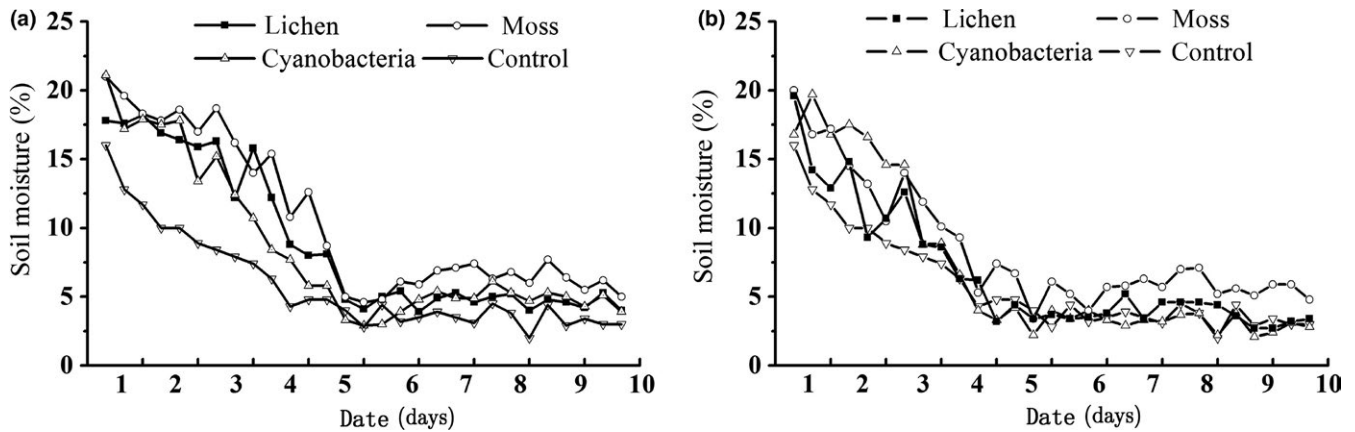 (a)
25
20
15
10
5
0
Soil moisture (%)
Lichen Moss
Cyanobacteria Control
1 2 3 4 5 6 7 8 9 10
Date (days)
(b)
25
20
15
10
5
0
Soil moisture (%)
Lichen Moss
Cyanobacteria Control
1 2 3 4 5 6 7 8 9 10
Date (days)